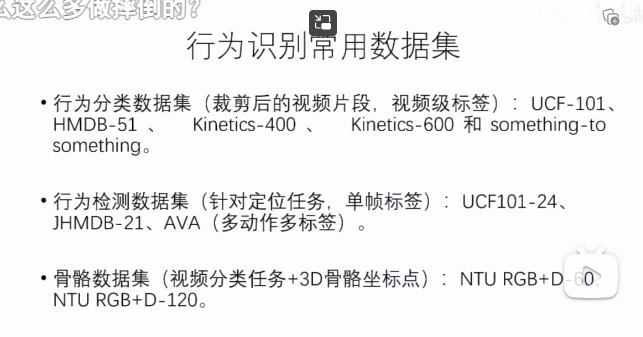 么这么多做摔倒的？
行为识别常用数据集
• 行为分类数据集（裁剪后的视频片段，视频级标签）：UCF-101、
HMDB-51 、 Kinetics-400 、 Kinetics-600 和 something-to
something。
• 行为检测数据集（针对定位任务，单帧标签）：UCF101-24、
JHMDB-21、AVA（多动作多标签）。
• 骨骼数据集（视频分类任务+3D骨骼坐标点）：NTU RGB+D-60、
NTU RGB+D-120。